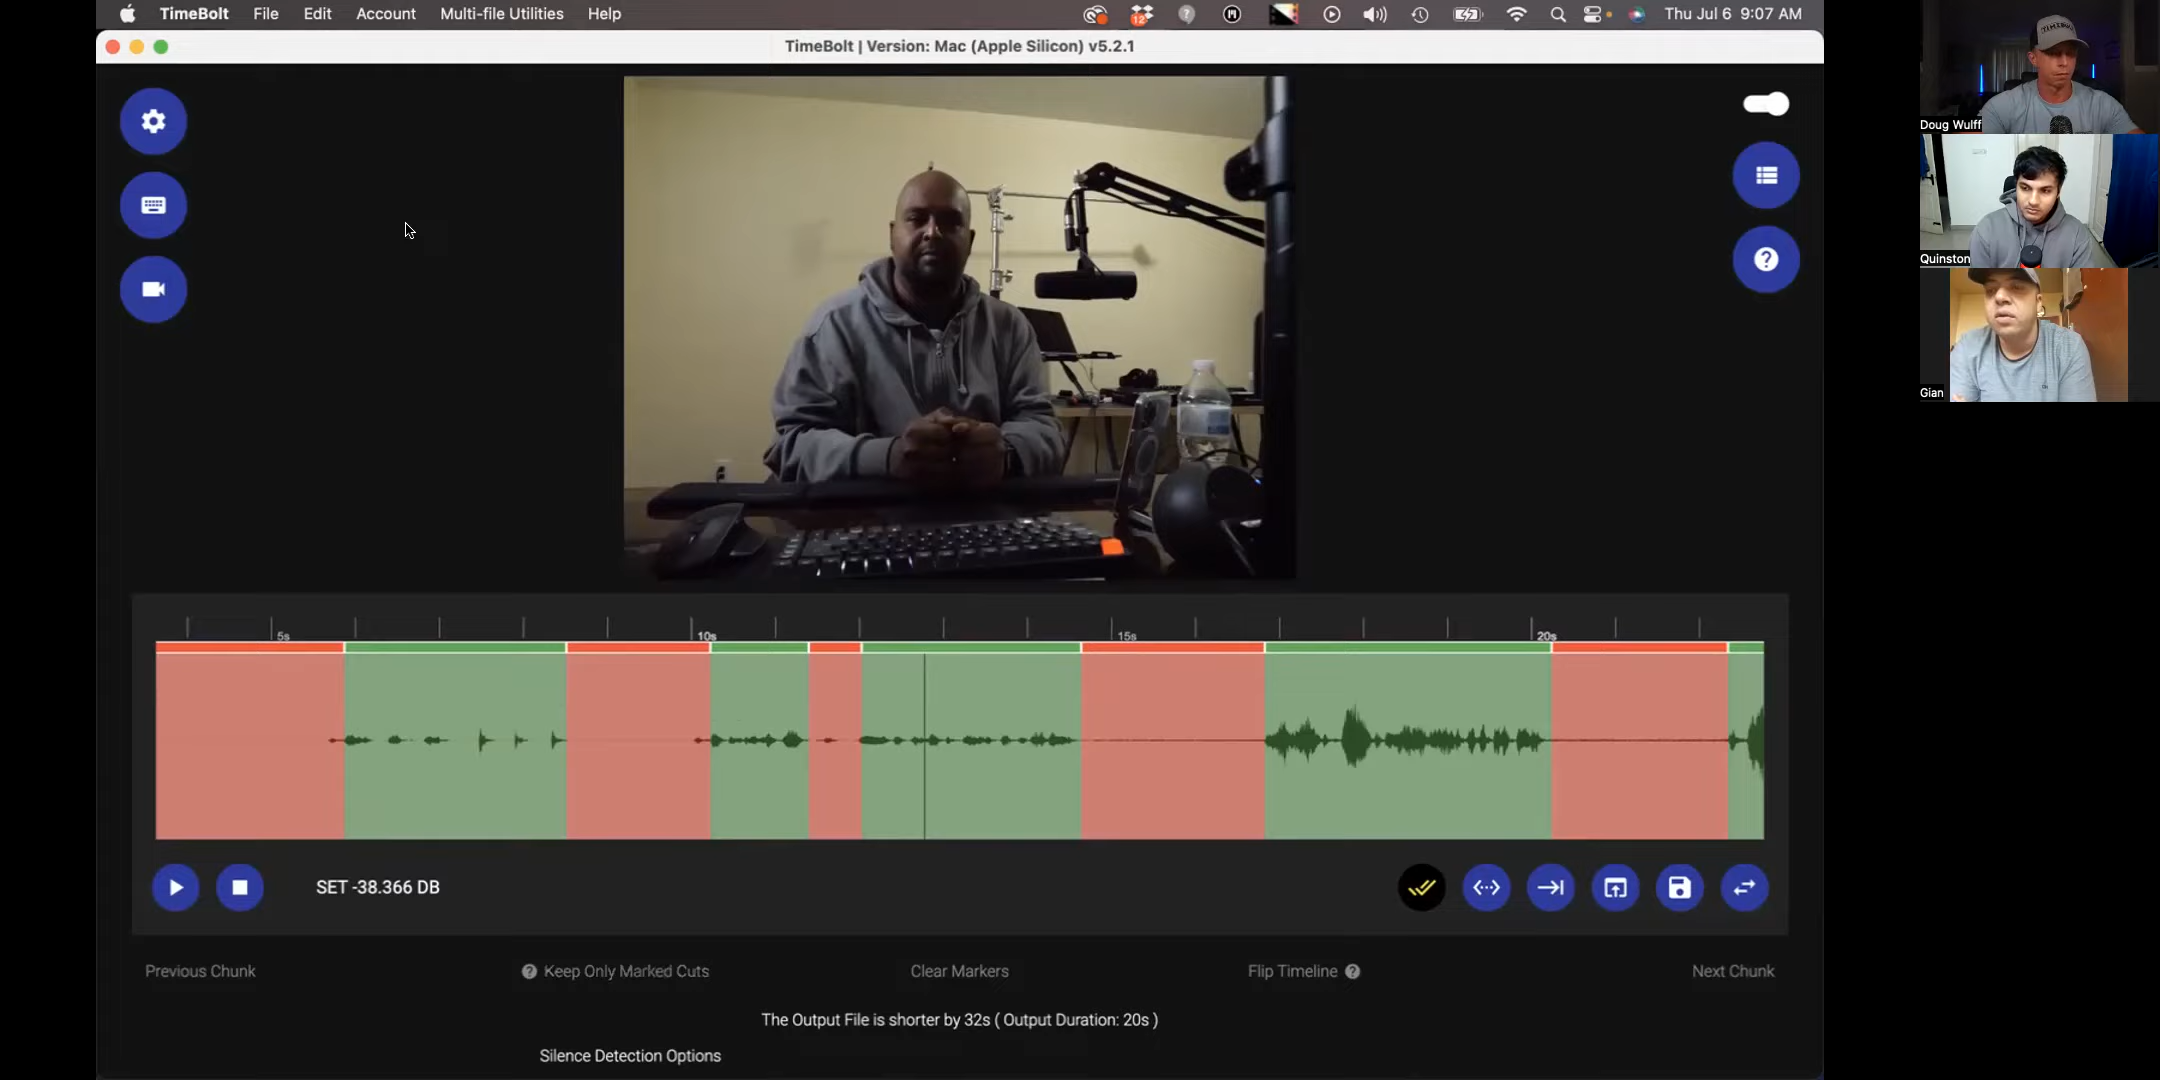 TimeBolt File Edit Account Multi-file Utilities Help
12
Thu Jul 6 9:07 AM
TimeBolt | Version: Mac (Apple Silicon) v5.2.1
Doug Wulff
Quinston
Gian
5s 10s 15s 20s
SET -38.366 DB
Previous Chunk
Keep Only Marked Cuts
Clear Markers
Flip Timeline
Next Chunk
The Output File is shorter by 32s ( Output Duration: 20s )
Silence Detection Options